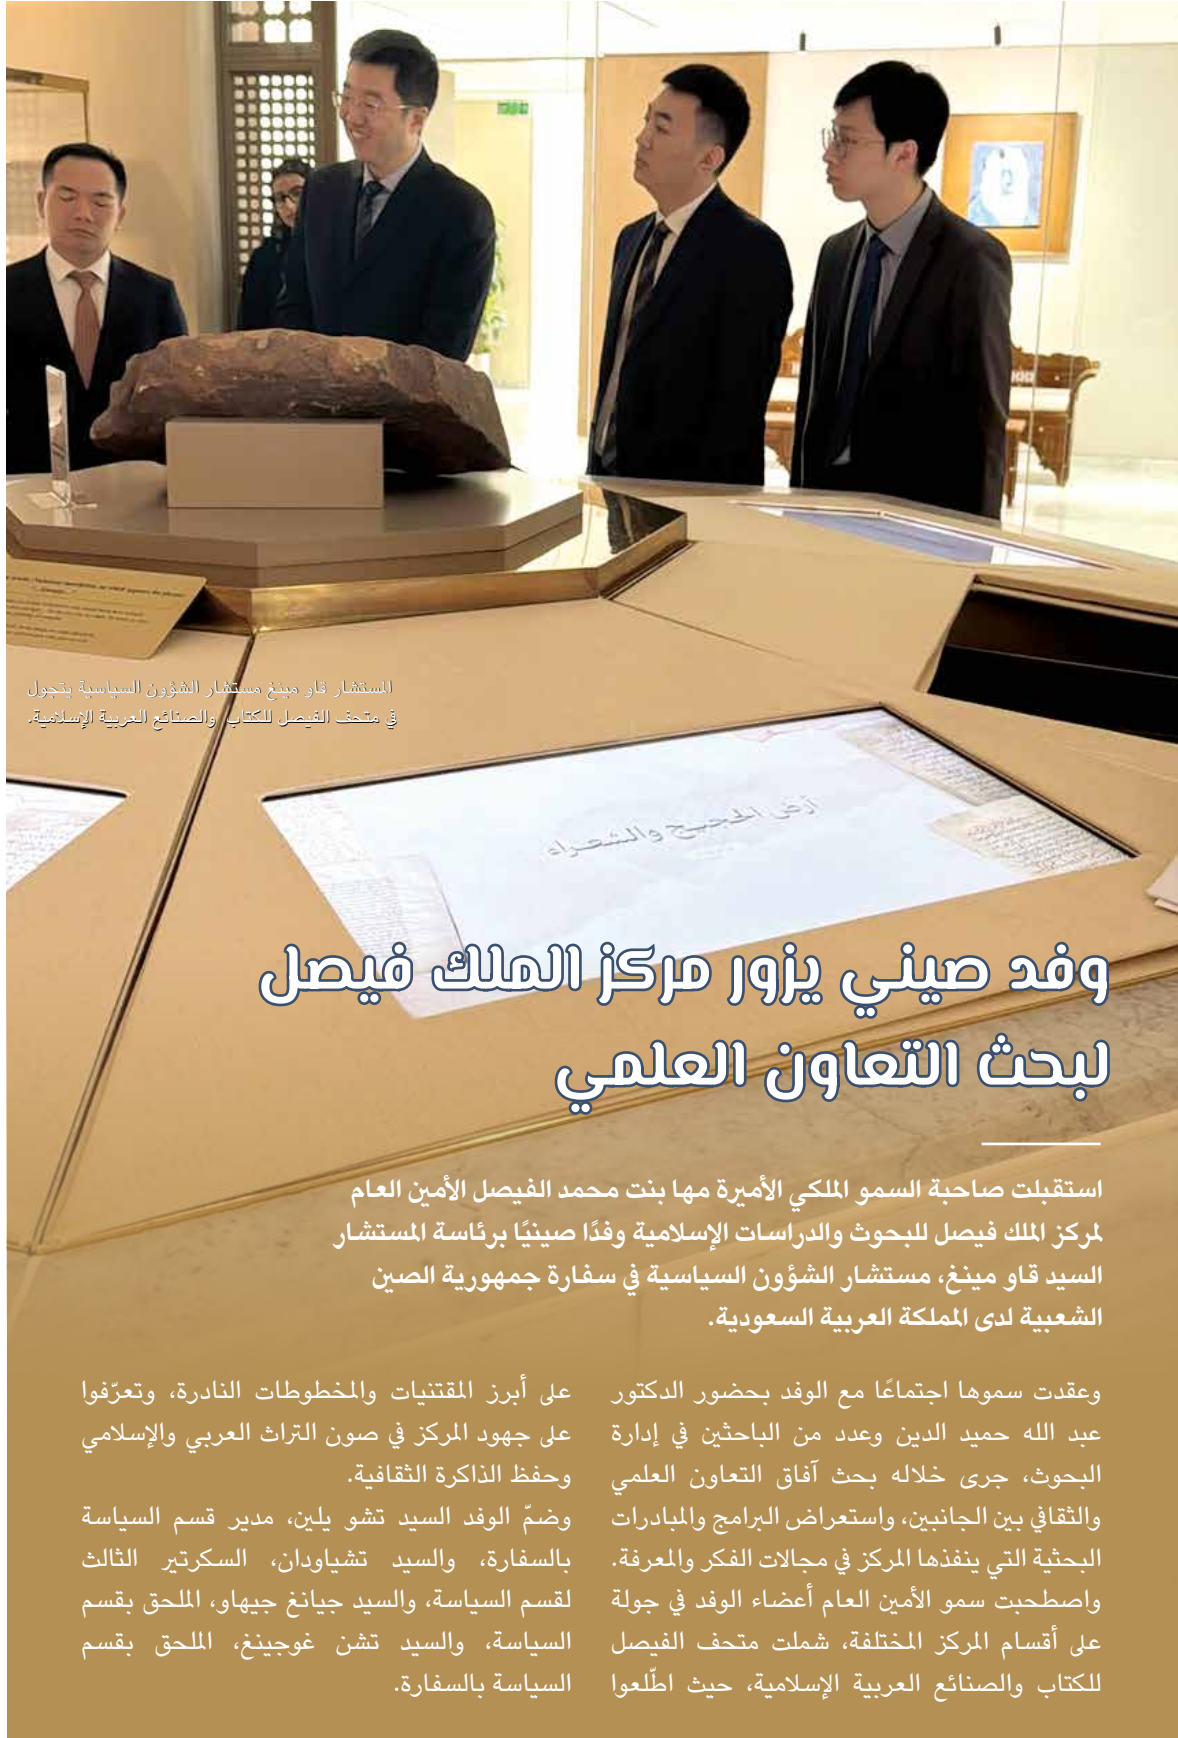 المستشار قاو مينغ مستشار الشؤون السياسية يتجول
في متحف الفيصل للكتاب والصنائع العربية الإسلامية.
أرض الحجيج والشعراء
وفد صيني يزور مركز الملك فيصل
لبحث التعاون العلمي
استقبلت صاحبة السمو الملكي الأميرة مها بنت محمد الفيصل الأمين العام
لمركز الملك فيصل للبحوث والدراسات الإسلامية وفدًا صينيًا برئاسة المستشار
السيد قاو مينغ، مستشار الشؤون السياسية في سفارة جمهورية الصين
الشعبية لدى المملكة العربية السعودية.
وعقدت سموها اجتماعًا مع الوفد بحضور الدكتور
عبد الله حميد الدين وعدد من الباحثين في إدارة
البحوث، جرى خلاله بحث آفاق التعاون العلمي
والثقافي بين الجانبين، واستعراض البرامج والمبادرات
البحثية التي ينفذها المركز في مجالات الفكر والمعرفة.
واصطحبت سمو الأمين العام أعضاء الوفد في جولة
على أقسام المركز المختلفة، شملت متحف الفيصل
للكتاب والصنائع العربية الإسلامية، حيث اطّلعوا
على أبرز المقتنيات والمخطوطات النادرة، وتعرّفوا
على جهود المركز في صون التراث العربي والإسلامي
وحفظ الذاكرة الثقافية.
وضمّ الوفد السيد تشو يلين، مدير قسم السياسة
بالسفارة، والسيد تشياودان، السكرتير الثالث
لقسم السياسة، والسيد جيانغ جيهاو، الملحق بقسم
السياسة، والسيد تشن غوجينغ، الملحق بقسم
السياسة بالسفارة.